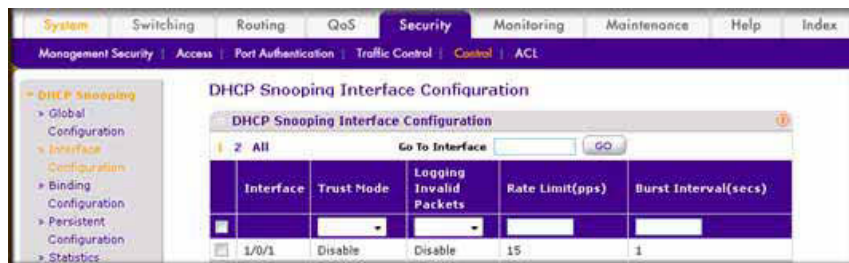 System Switching Routing QoS Security Monitoring Maintenance Help Index
Management Security Access Port Authentication Traffic Control Control ACL
DHCP Snooping
» Global
Configuration
» Interface
Configuration
» Binding
Configuration
» Persistent
Configuration
» Statistics
DHCP Snooping Interface Configuration
DHCP Snooping Interface Configuration
1 2 All Go To Interface GO
Interface Trust Mode Logging Invalid Packets Rate Limit(pps) Burst Interval(secs)
1/0/1 Disable Disable 15 1